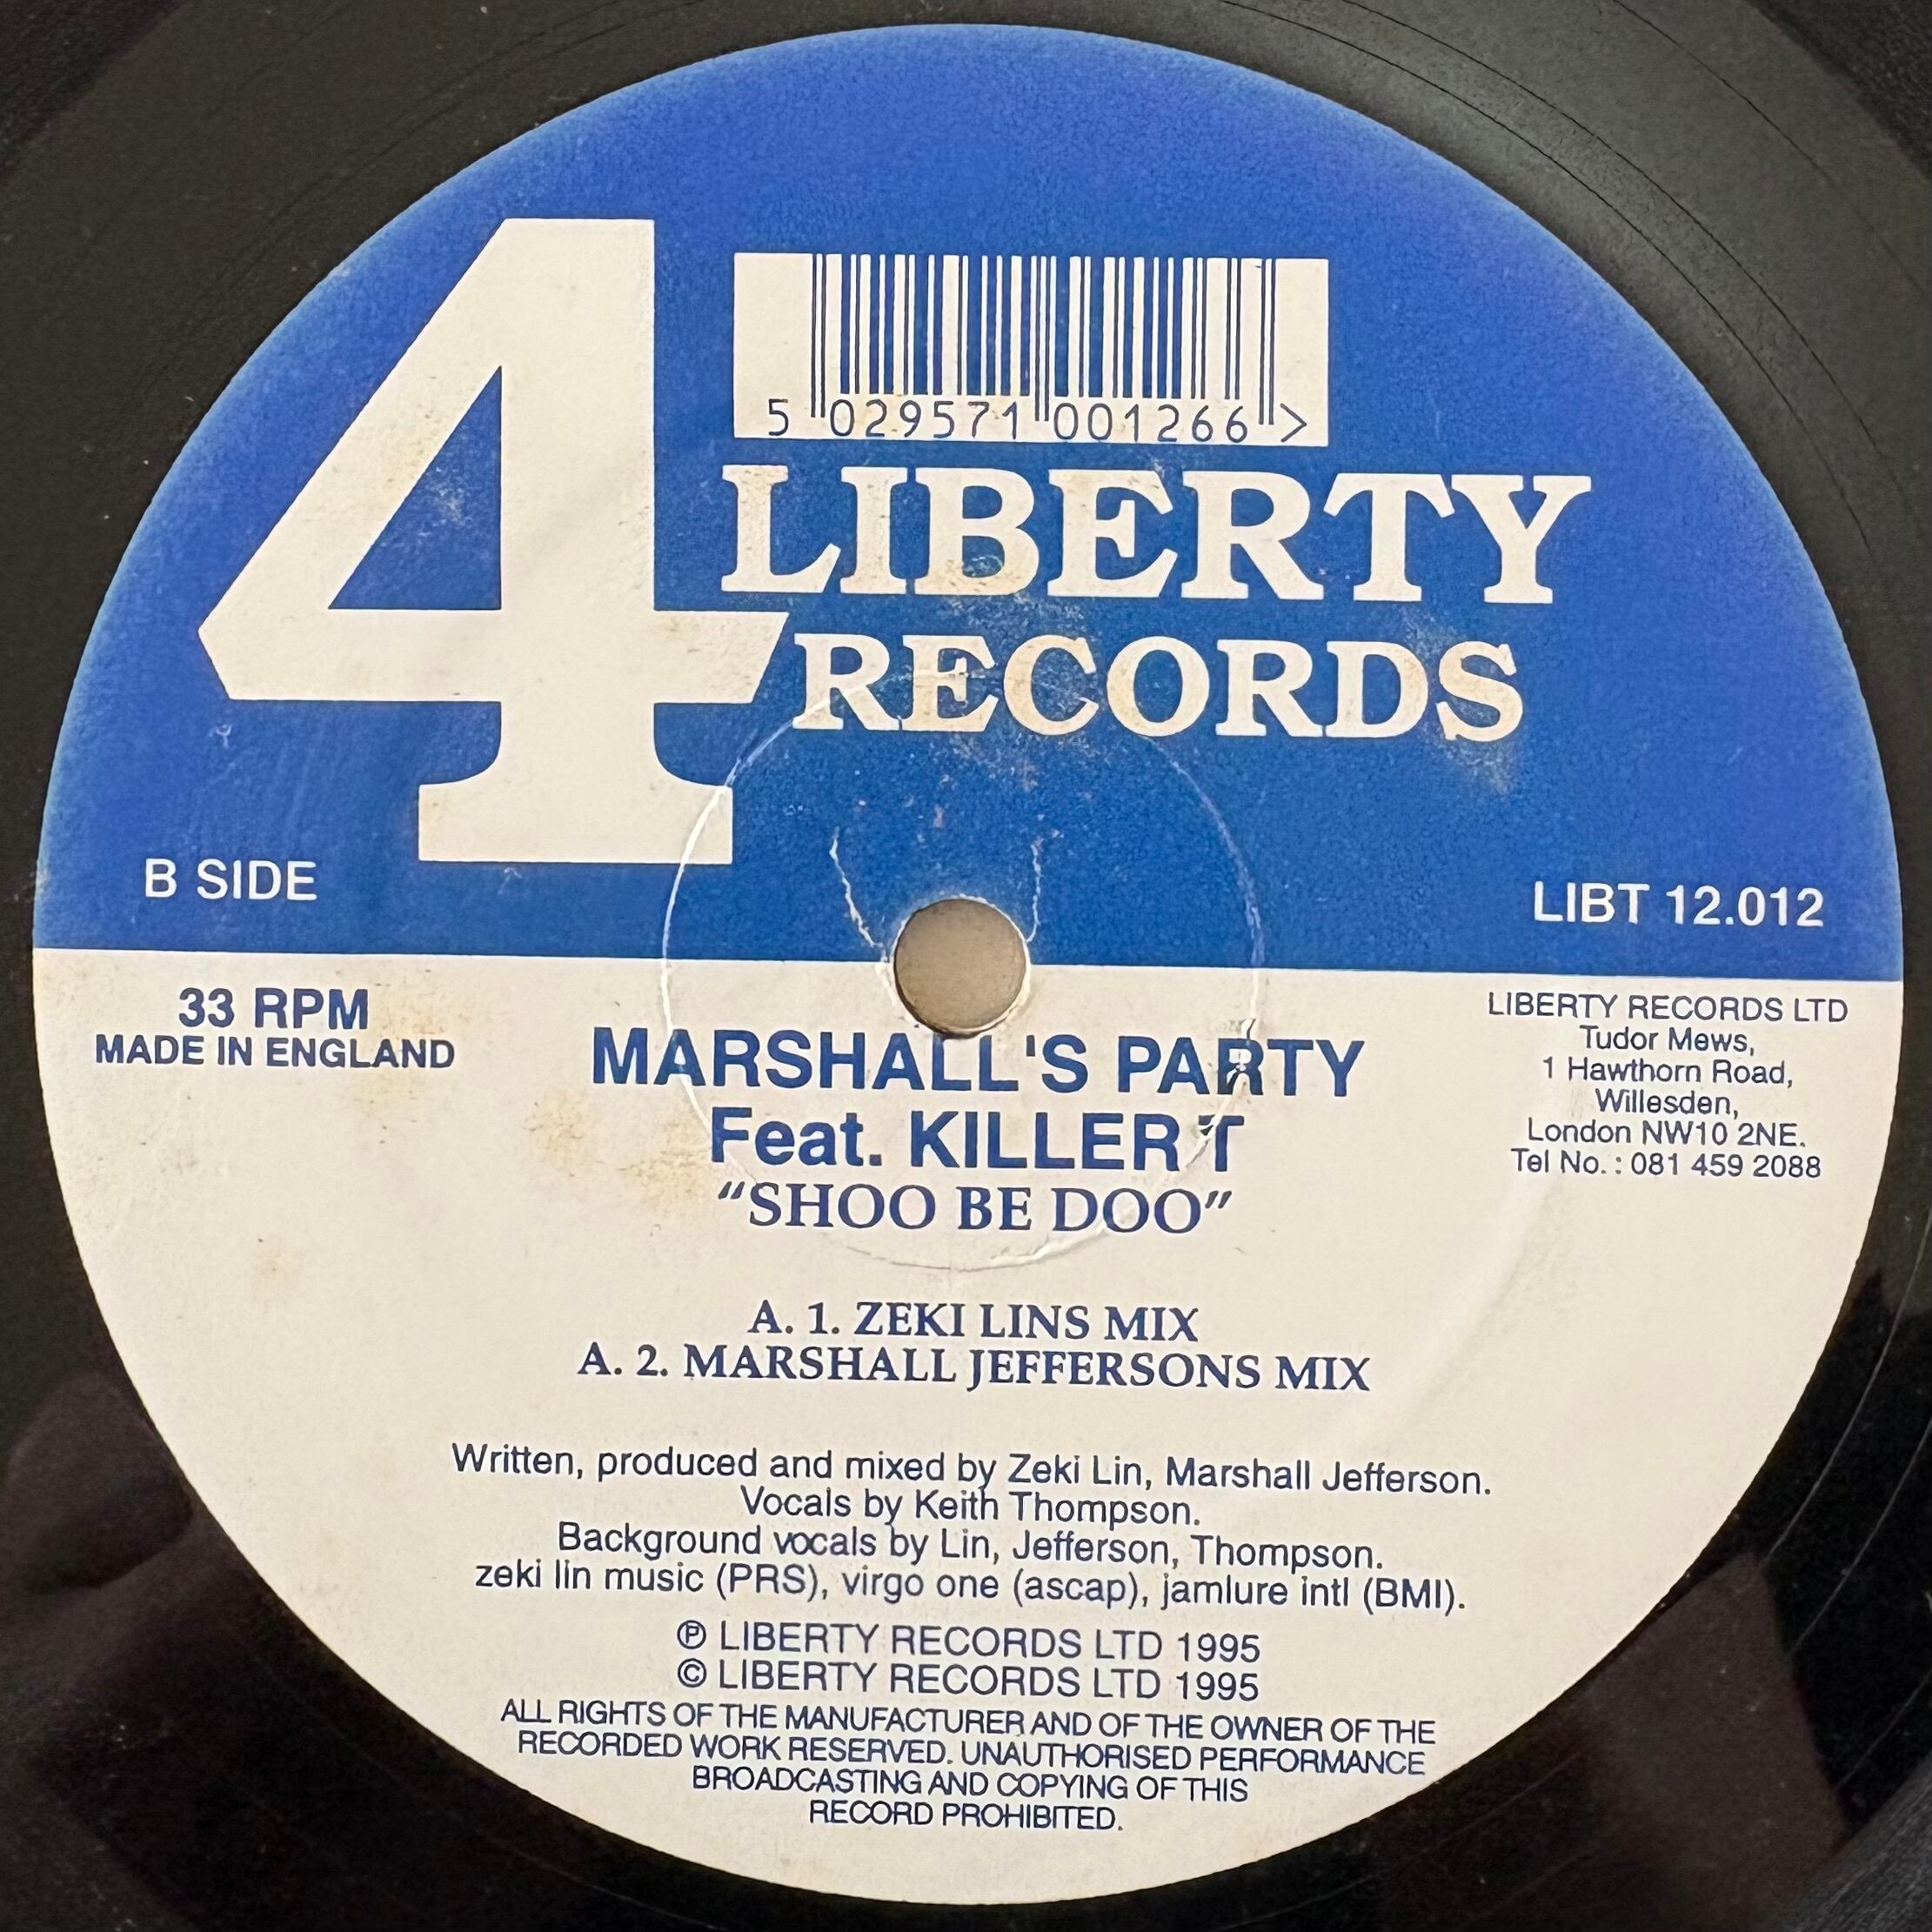 4
5 029571 001266 >
LIBERTY
RECORDS
B SIDE
LIBT 12.012
33 RPM
MADE IN ENGLAND
LIBERTY RECORDS LTD
Tudor Mews,
1 Hawthorn Road,
Willesden,
London NW10 2NE.
Tel No. : 081 459 2088
MARSHALL'S PARTY
Feat. KILLER T
“SHOO BE DOO”
A. 1. ZEKI LINS MIX
A. 2. MARSHALL JEFFERSONS MIX
Written, produced and mixed by Zeki Lin, Marshall Jefferson.
Vocals by Keith Thompson.
Background vocals by Lin, Jefferson, Thompson.
zeki lin music (PRS), virgo one (ascap), jamlure intl (BMI).
℗ LIBERTY RECORDS LTD 1995
© LIBERTY RECORDS LTD 1995
ALL RIGHTS OF THE MANUFACTURER AND OF THE OWNER OF THE
RECORDED WORK RESERVED. UNAUTHORISED PERFORMANCE
BROADCASTING AND COPYING OF THIS
RECORD PROHIBITED.